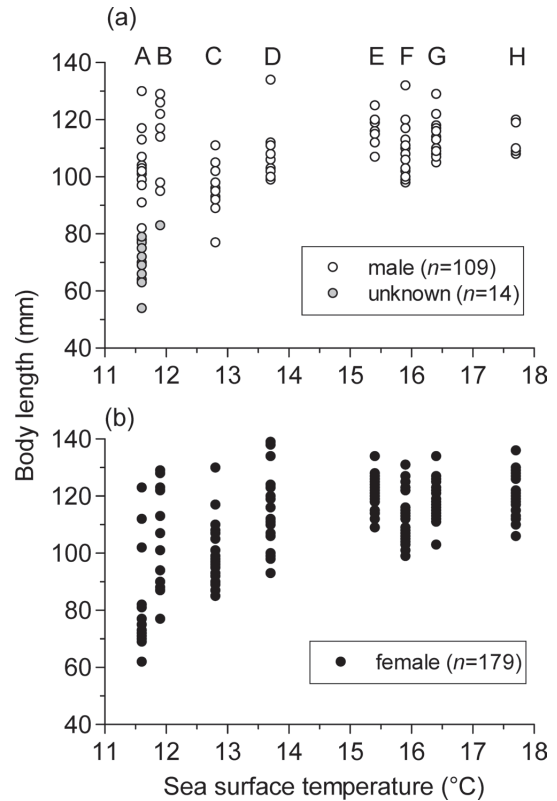 (a)
A B C D E F G H
140
120
100
80
60
40
male (n=109)
unknown (n=14)
11 12 13 14 15 16 17 18
Body length (mm)
(b)
140
120
100
80
60
40
female (n=179)
11 12 13 14 15 16 17 18
Sea surface temperature (°C)